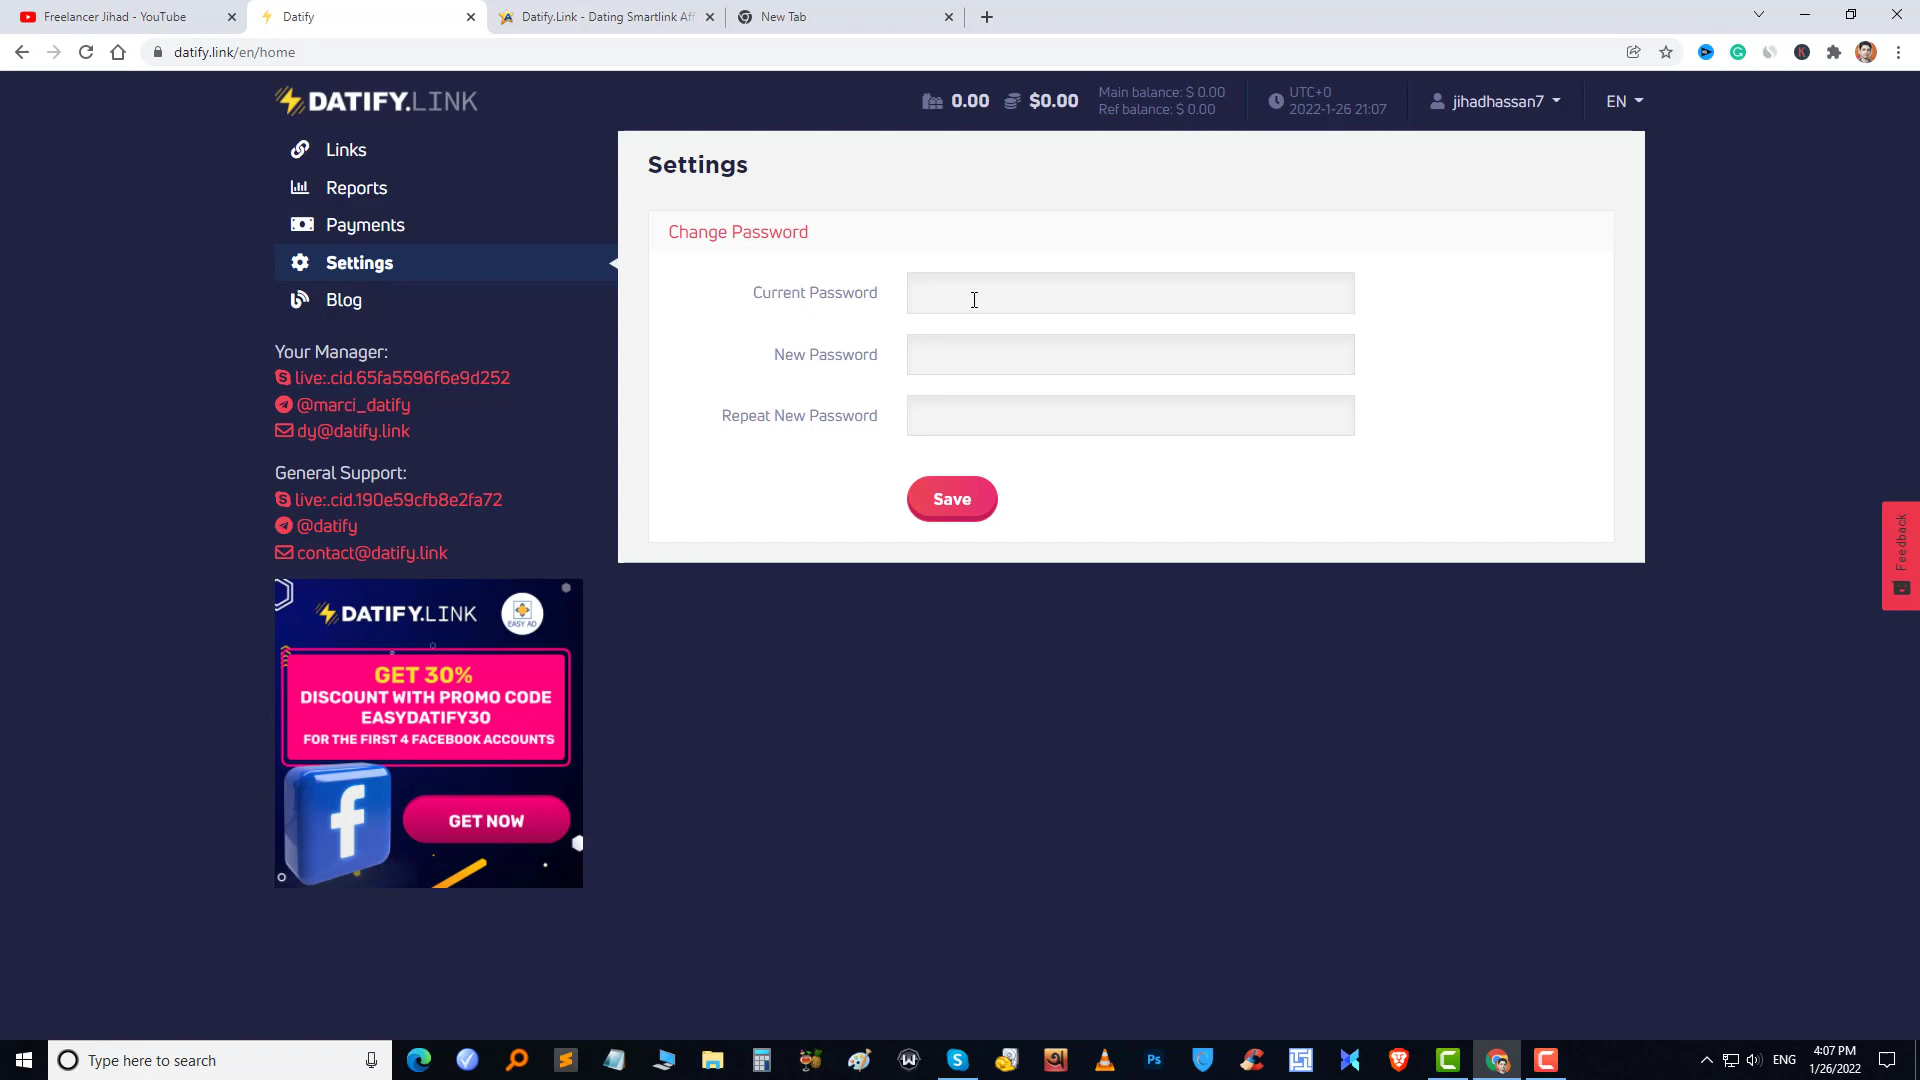 Freelancer Jihad - YouTube
Datify
Datify.Link - Dating Smartlink Aff
New Tab
datify.link/en/home
DATIFY.LINK
0.00
$0.00
Main balance: $ 0.00
Ref balance: $ 0.00
UTC+0
2022-1-26 21:07
jihadhassan7
EN
Links
Reports
Payments
Settings
Blog
Your Manager:
live:.cid.65fa5596f6e9d252
@marci_datify
dy@datify.link
General Support:
live:.cid.190e59cfb8e2fa72
@datify
contact@datify.link
DATIFY.LINK
EASY AD
GET 30%
DISCOUNT WITH PROMO CODE
EASYDATIFY30
FOR THE FIRST 4 FACEBOOK ACCOUNTS
GET NOW
Settings
Change Password
Current Password
New Password
Repeat New Password
Save
Feedback
Type here to search
Ps
ENG
4:07 PM
1/26/2022